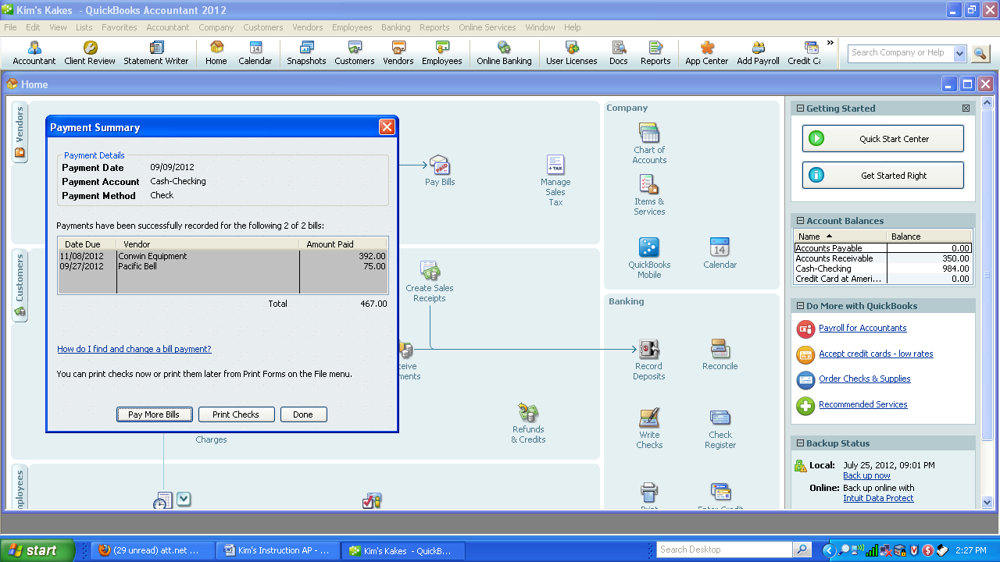 Kim's Kakes - QuickBooks Accountant 2012
File Edit View Lists Favorites Accountant Company Customers Vendors Employees Banking Reports Online Services Window Help
Accountant Client Review Statement Writer Home Calendar Snapshots Customers Vendors Employees Online Banking User Licenses Docs Reports App Center Add Payroll Credit Ca » Search Company or Help
Home
Vendors
Payment Summary
Payment Details
Payment Date 09/09/2012
Payment Account Cash-Checking
Payment Method Check
Payments have been successfully recorded for the following 2 of 2 bills:
Date Due Vendor Amount Paid
11/08/2012 Conwin Equipment 392.00
09/27/2012 Pacific Bell 75.00
Total 467.00
How do I find and change a bill payment?
You can print checks now or print them later from Print Forms on the File menu.
Pay More Bills Print Checks Done
Pay Bills
Manage
Sales
Tax
+ TAX
Customers
Create Sales
Receipts
ceive
ments
Refunds
& Credits
Charges
mployees
Company
Chart of
Accounts
Items &
Services
QuickBooks
Mobile
14
Calendar
Banking
Record
Deposits
Reconcile
Write
Checks
Check
Register
Print
Enter Credit
Getting Started
Quick Start Center
Get Started Right
Account Balances
Name Balance
Accounts Payable 0.00
Accounts Receivable 350.00
Cash-Checking 984.00
Credit Card at Ameri... 0.00
Do More with QuickBooks
Payroll for Accountants
Accept credit cards - low rates
Order Checks & Supplies
Recommended Services
Backup Status
Local: July 25, 2012, 09:01 PM
Back up now
Online: Back up online with
Intuit Data Protect
start (29 unread) att.net ... Kim's Instruction AP - ... Kim's Kakes - QuickB... Search Desktop 2:27 PM